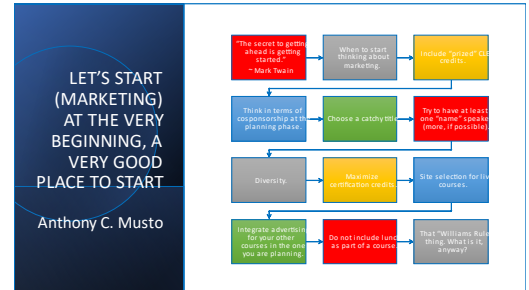 LET'S START
(MARKETING)
AT THE VERY
BEGINNING, A
VERY GOOD
PLACE TO START
Anthony C. Musto
"The secret to getting
ahead is getting
started."
~ Mark Twain
When to start
thinking about
marketing.
Include "prized" CLE
credits.
Think in terms of
cosponsorship at the
planning phase.
Choose a catchy title.
Try to have at least
one "name" speaker
(more, if possible).
Diversity.
Maximize
certification credits.
Site selection for live
courses.
Integrate advertising
for your other
courses in the one
you are planning.
Do not include lunch
as part of a course.
That "Williams Rule"
thing. What is it,
anyway?